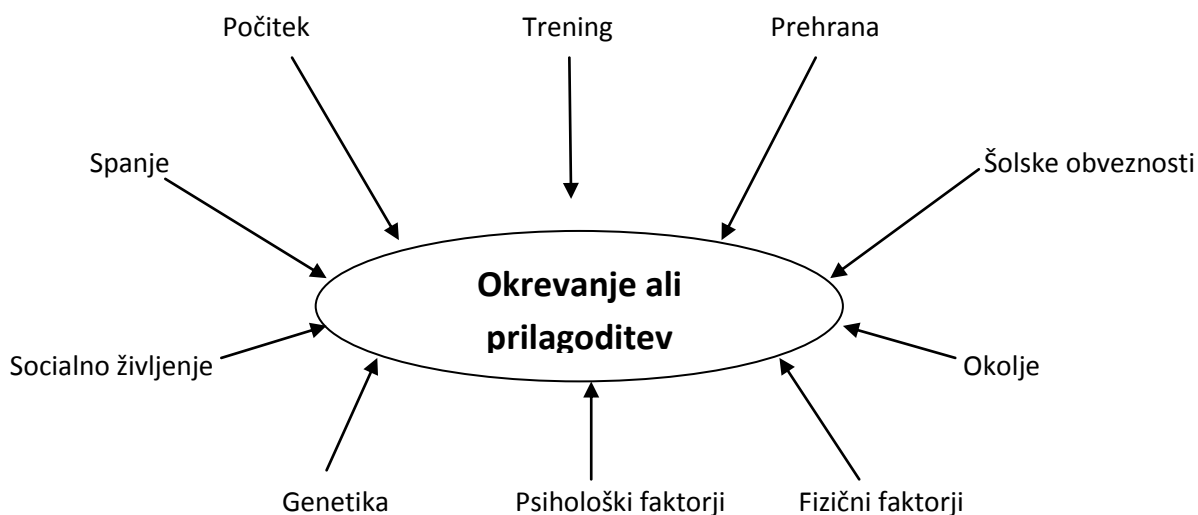 Počitek
Trening
Prehrana
Spanje
Šolske obveznosti
Okrevanje ali
prilagoditev
Socialno življenje
Okolje
Genetika
Psihološki faktorji
Fizični faktorji